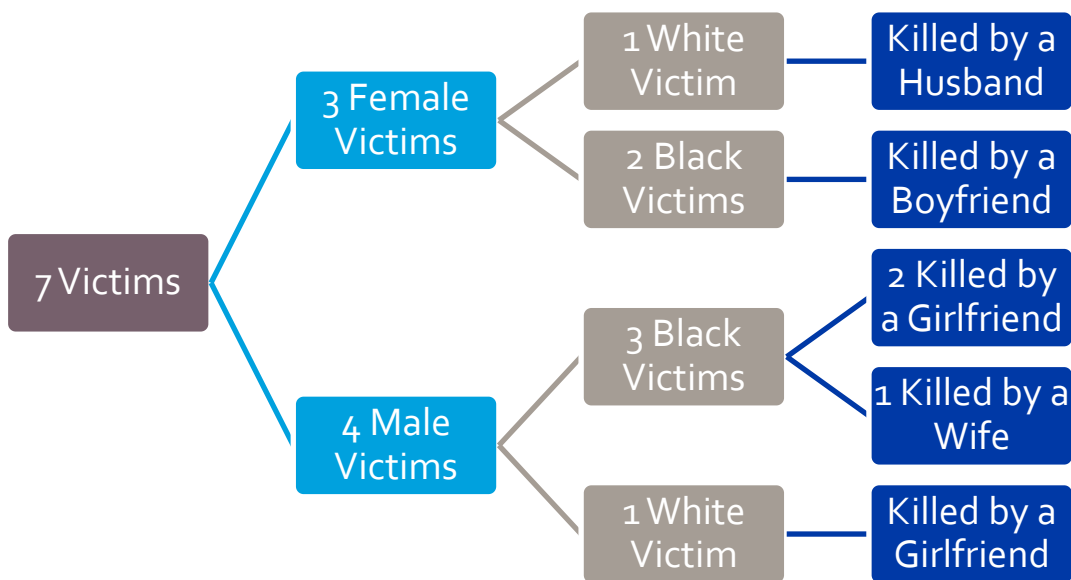 7 Victims
3 Female
Victims
1 White
Victim
Killed by a
Husband
2 Black
Victims
Killed by a
Boyfriend
4 Male
Victims
3 Black
Victims
2 Killed by
a Girlfriend
1 Killed by a
Wife
1 White
Victim
Killed by a
Girlfriend